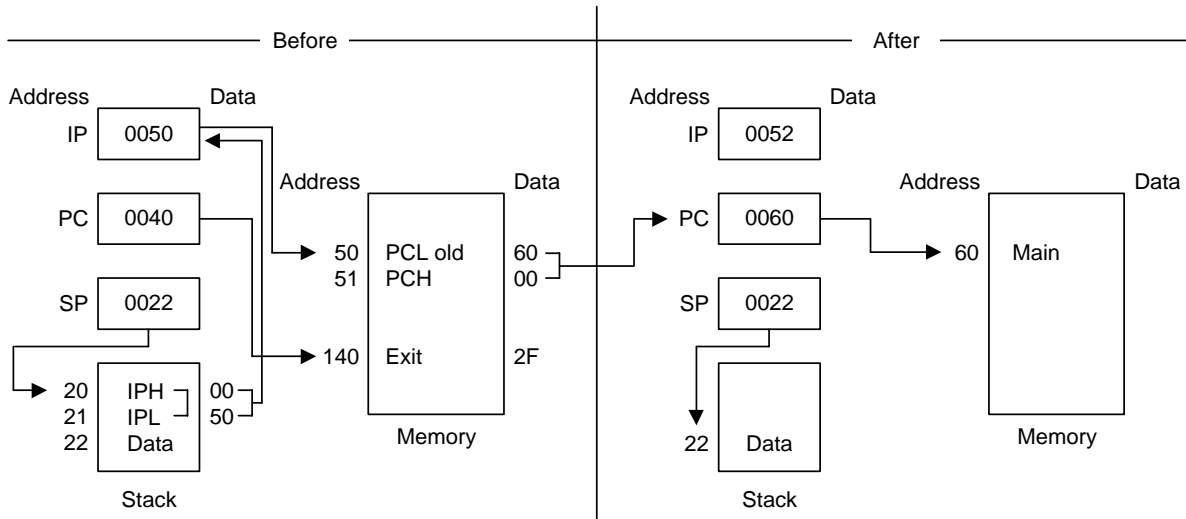 Before
Address Data
IP 0050
PC 0040
SP 0022
20 IPH 00
21 IPL 50
22 Data
Stack
Address Data
50 PCL old 60
51 PCH 00
140 Exit 2F
Memory
After
Address Data
IP 0052
PC 0060
SP 0022
22 Data
Stack
Address Data
60 Main
Memory